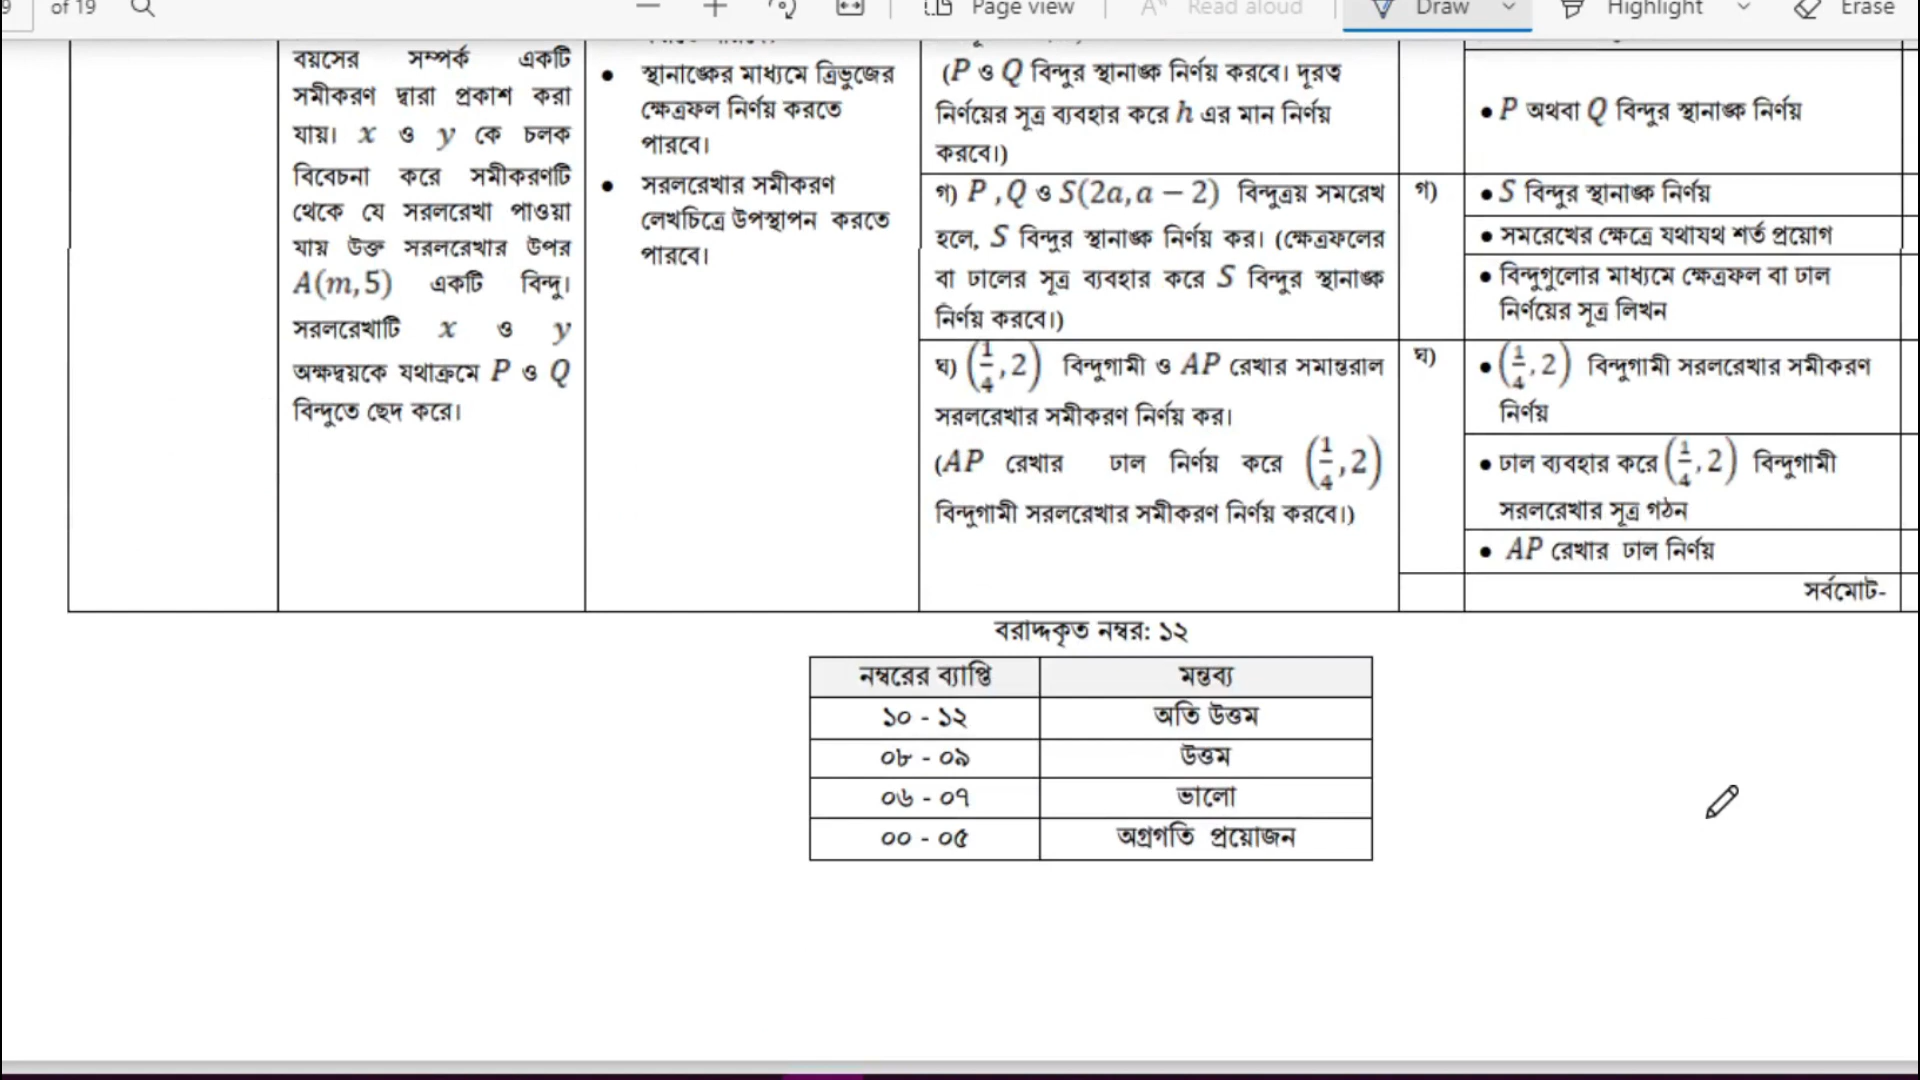 9 of 19 Page view Read aloud Draw Highlight Erase
বয়সের সম্পর্ক একটি
সমীকরণ দ্বারা প্রকাশ করা
যায়। x ও y কে চলক
বিবেচনা করে সমীকরণটি
থেকে যে সরলরেখা পাওয়া
যায় উক্ত সরলরেখার উপর
A(m,5) একটি বিন্দু।
সরলরেখাটি x ও y
অক্ষদ্বয়কে যথাক্রমে P ও Q
বিন্দুতে ছেদ করে।
• স্থানাঙ্কের মাধ্যমে ত্রিভুজের
ক্ষেত্রফল নির্ণয় করতে
পারবে।
• সরলরেখার সমীকরণ
লেখচিত্রে উপস্থাপন করতে
পারবে।
(P ও Q বিন্দুর স্থানাঙ্ক নির্ণয় করবে। দূরত্ব
নির্ণয়ের সূত্র ব্যবহার করে h এর মান নির্ণয়
করবে।)
গ) P ,Q ও S(2a, a − 2) বিন্দুত্রয় সমরেখ
হলে, S বিন্দুর স্থানাঙ্ক নির্ণয় কর। (ক্ষেত্রফলের
বা ঢালের সূত্র ব্যবহার করে S বিন্দুর স্থানাঙ্ক
নির্ণয় করবে।)
ঘ) (1/4, 2) বিন্দুগামী ও AP রেখার সমান্তরাল
সরলরেখার সমীকরণ নির্ণয় কর।
(AP রেখার ঢাল নির্ণয় করে (1/4, 2)
বিন্দুগামী সরলরেখার সমীকরণ নির্ণয় করবে।)
• P অথবা Q বিন্দুর স্থানাঙ্ক নির্ণয়
গ)
• S বিন্দুর স্থানাঙ্ক নির্ণয়
• সমরেখের ক্ষেত্রে যথাযথ শর্ত প্রয়োগ
• বিন্দুগুলোর মাধ্যমে ক্ষেত্রফল বা ঢাল
নির্ণয়ের সূত্র লিখন
ঘ)
• (1/4, 2) বিন্দুগামী সরলরেখার সমীকরণ
নির্ণয়
• ঢাল ব্যবহার করে (1/4, 2) বিন্দুগামী
সরলরেখার সূত্র গঠন
• AP রেখার ঢাল নির্ণয়
সর্বমোট-
বরাদ্দকৃত নম্বর: ১২
নম্বরের ব্যাপ্তি মন্তব্য
১০ - ১২ অতি উত্তম
০৮ - ০৯ উত্তম
০৬ - ০৭ ভালো
০০ - ০৫ অগ্রগতি প্রয়োজন